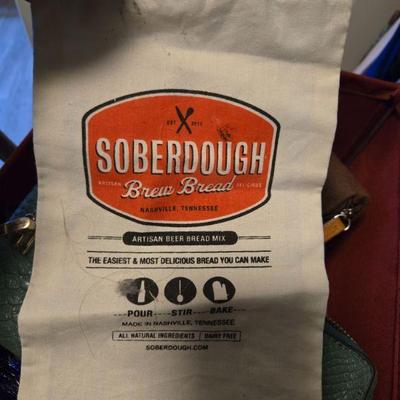 EST 2011
SOBERDOUGH
ARTISAN Brew Bread DELICIOUS
NASHVILLE, TENNESSEE
ARTISAN BEER BREAD MIX
THE EASIEST & MOST DELICIOUS BREAD YOU CAN MAKE
---POUR----STIR---BAKE---
MADE IN NASHVILLE, TENNESSEE
ALL NATURAL INGREDIENTS | DAIRY FREE
SOBERDOUGH.COM